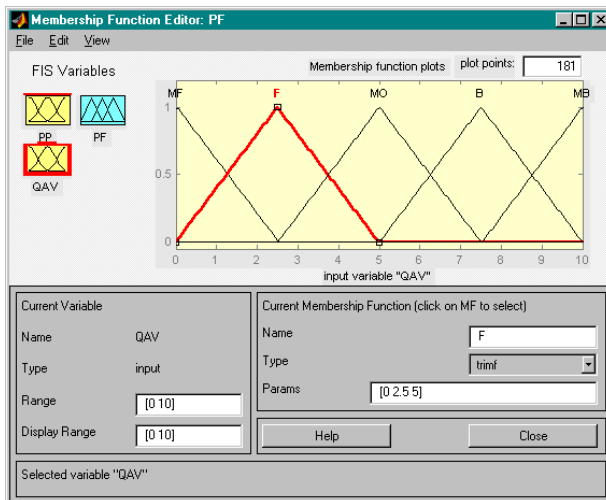 Membership Function Editor: PF
File Edit View
FIS Variables
PP
PF
QAV
Membership function plots
plot points:
181
MF F MO B MB
1
0.5
0
0 1 2 3 4 5 6 7 8 9 10
input variable "QAV"
Current Variable
Name QAV
Type input
Range [0 10]
Display Range [0 10]
Current Membership Function (click on MF to select)
Name F
Type trimf
Params [0 2.5 5]
Help Close
Selected variable "QAV"